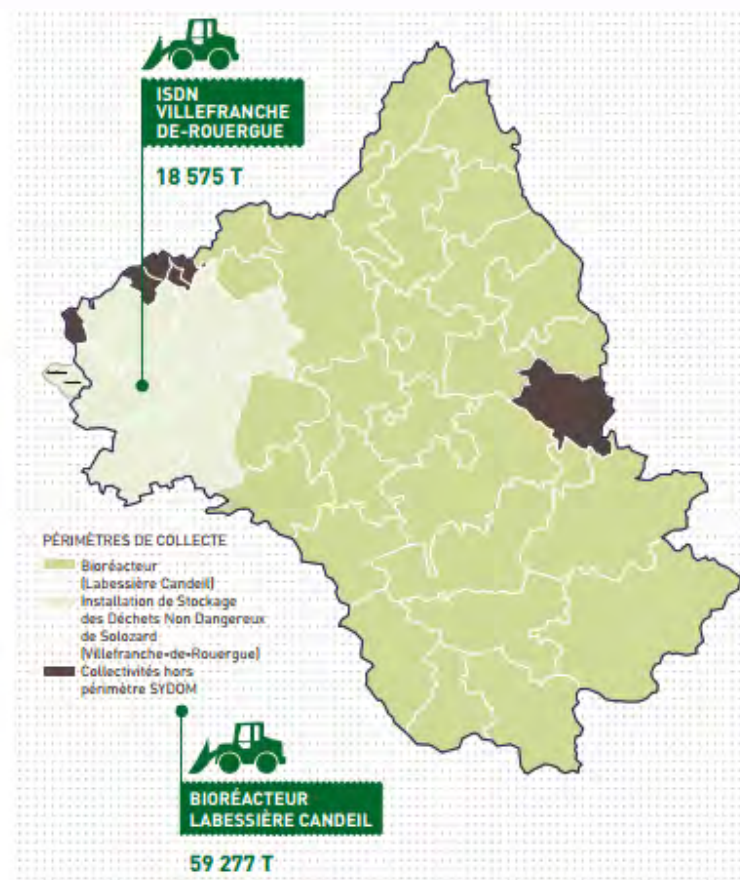 ISDN
VILLEFRANCHE
DE-ROUERGUE
18 575 T
PÉRIMÈTRES DE COLLECTE
Bioréacteur
(Labessière Candeil)
Installation de Stockage
des Déchets Non Dangereux
de Solozard
(Villefranche-de-Rouergue)
Collectivités hors
périmètre SYDOM
BIORÉACTEUR
LABESSIÈRE CANDEIL
59 277 T